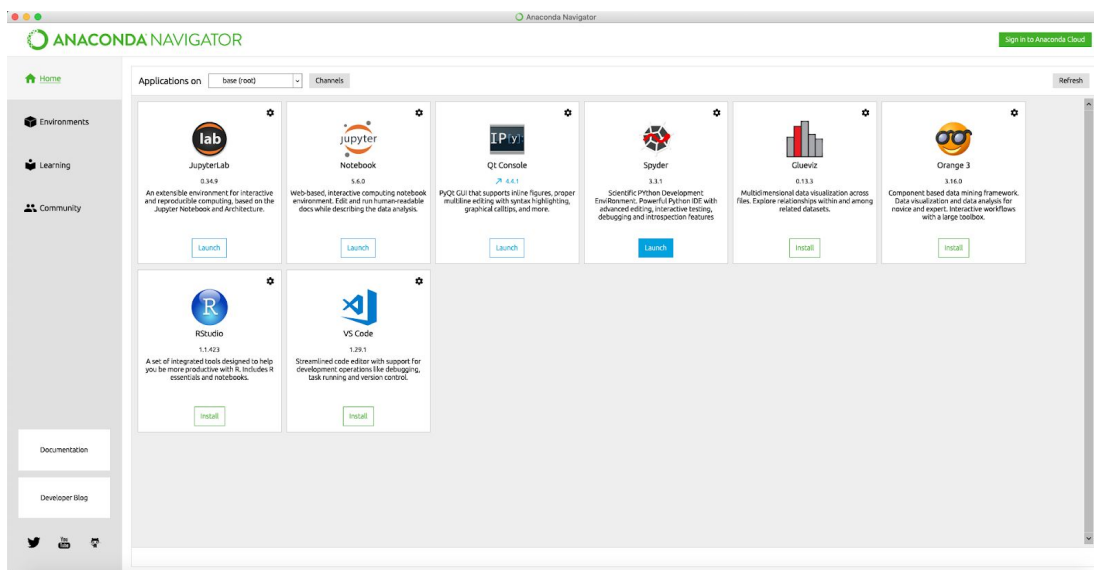 Anaconda Navigator
ANACONDA NAVIGATOR
Sign in to Anaconda Cloud
Home
Environments
Learning
Community
Documentation
Developer Blog
You
Tube
Applications on
base (root)
Channels
Refresh
lab
JupyterLab
0.34.9
An extensible environment for interactive
and reproducible computing, based on the
Jupyter Notebook and Architecture.
Launch
jupyter
Notebook
5.6.0
Web-based, interactive computing notebook
environment. Edit and run human-readable
docs while describing the data analysis.
Launch
IP[y]:
Qt Console
4.4.1
PyQt GUI that supports inline figures, proper
multiline editing with syntax highlighting,
graphical calltips, and more.
Launch
Spyder
3.3.1
Scientific PYthon Development
EnviRonment. Powerful Python IDE with
advanced editing, interactive testing,
debugging and introspection features
Launch
Glueviz
0.13.3
Multidimensional data visualization across
files. Explore relationships within and among
related datasets.
Install
Orange 3
3.16.0
Component based data mining framework.
Data visualization and data analysis for
novice and expert. Interactive workflows
with a large toolbox.
Install
R
RStudio
1.1.423
A set of integrated tools designed to help
you be more productive with R. Includes R
essentials and notebooks.
Install
VS Code
1.29.1
Streamlined code editor with support for
development operations like debugging,
task running and version control.
Install